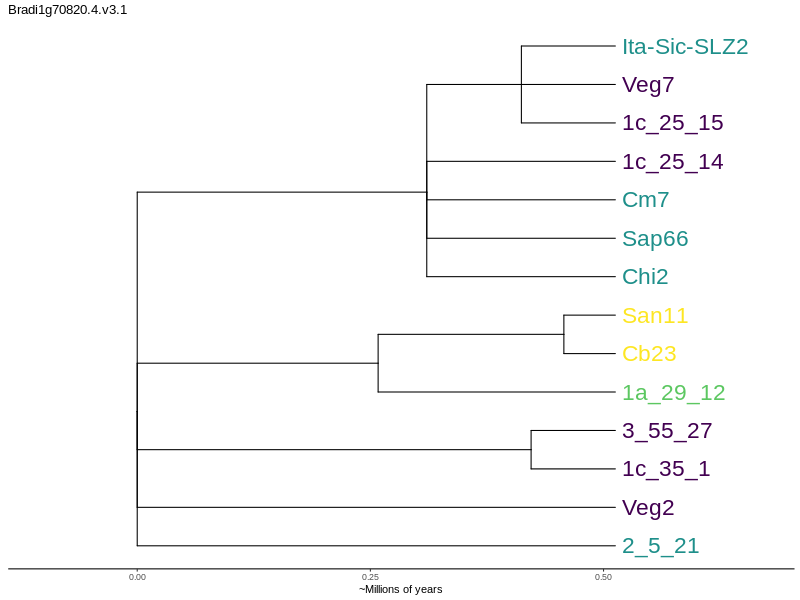 Bradi1g70820.4.v3.1
Ita-Sic-SLZ2
Veg7
1c_25_15
1c_25_14
Cm7
Sap66
Chi2
San11
Cb23
1a_29_12
3_55_27
1c_35_1
Veg2
2_5_21
0.00 0.25 0.50
~Millions of years